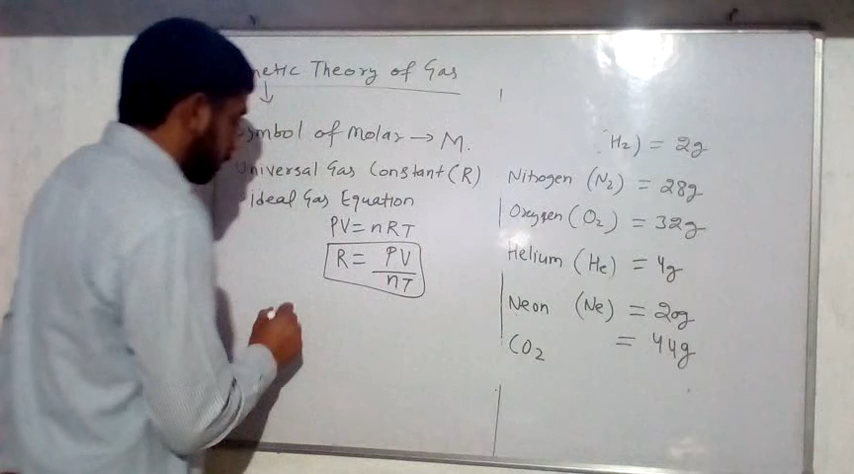 netic Theory of Gas
↓
ymbol of Molar → M.
Universal Gas Constant (R)
ideal Gas Equation
PV = nRT
R = PV / nT
H₂) = 2g
Nitrogen (N₂) = 28g
Oxygen (O₂) = 32g
Helium (He) = 4g
Neon (Ne) = 20g
CO₂ = 44g